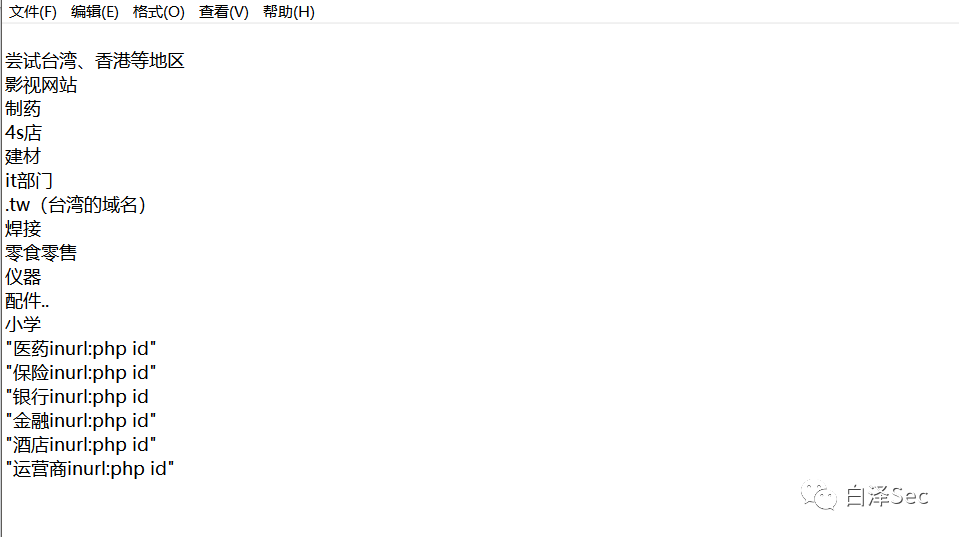 文件(F) 编辑(E) 格式(O) 查看(V) 帮助(H)
尝试台湾、香港等地区
影视网站
制药
4s店
建材
it部门
.tw（台湾的域名）
焊接
零食零售
仪器
配件..
小学
"医药inurl:php id"
"保险inurl:php id"
"银行inurl:php id
"金融inurl:php id"
"酒店inurl:php id"
"运营商inurl:php id"
白泽Sec